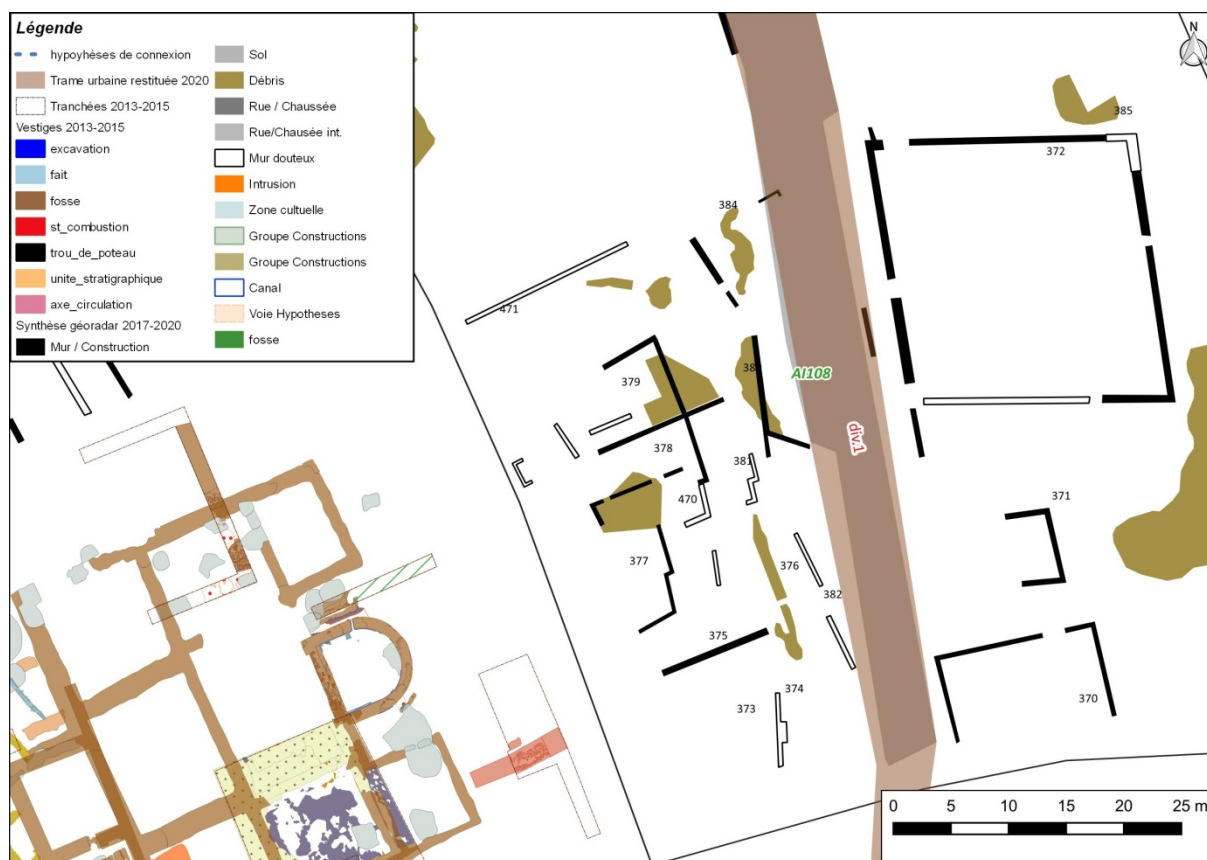 Légende
hypoyhèses de connexion
Trame urbaine restituée 2020
Tranchées 2013-2015
Vestiges 2013-2015
excavation
fait
fosse
st_combustion
trou_de_poteau
unite_stratigraphique
axe_circulation
Synthèse géoradar 2017-2020
Mur / Construction
Sol
Débris
Rue / Chaussée
Rue/Chausée int.
Mur douteux
Intrusion
Zone cultuelle
Groupe Constructions
Groupe Constructions
Canal
Voie Hypotheses
fosse
N
385
372
384
471
379
AI108
div.1
378
381
470
371
377
376
382
375
374
373
370
0 5 10 15 20 25 m